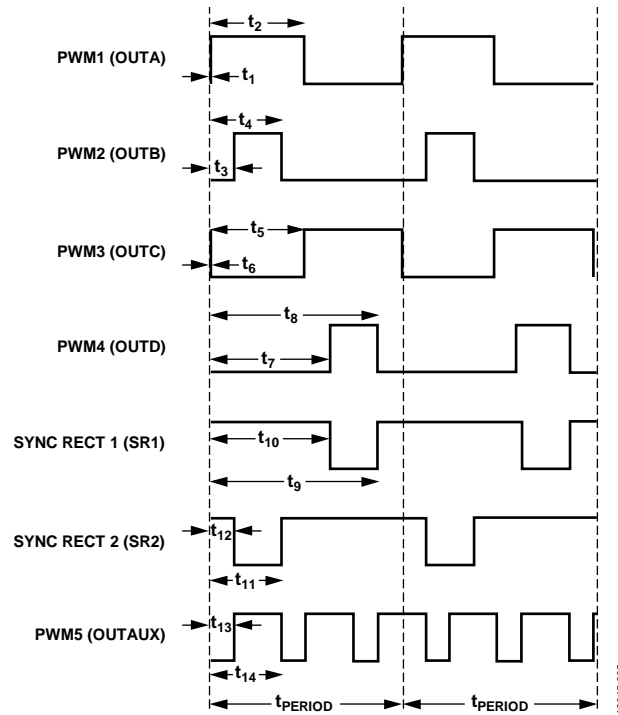 t2
PWM1 (OUTA)
t1
t4
PWM2 (OUTB)
t3
t5
PWM3 (OUTC)
t6
t8
PWM4 (OUTD)
t7
SYNC RECT 1 (SR1)
t10
t9
SYNC RECT 2 (SR2)
t12
t11
PWM5 (OUTAUX)
t13
t14
tPERIOD tPERIOD